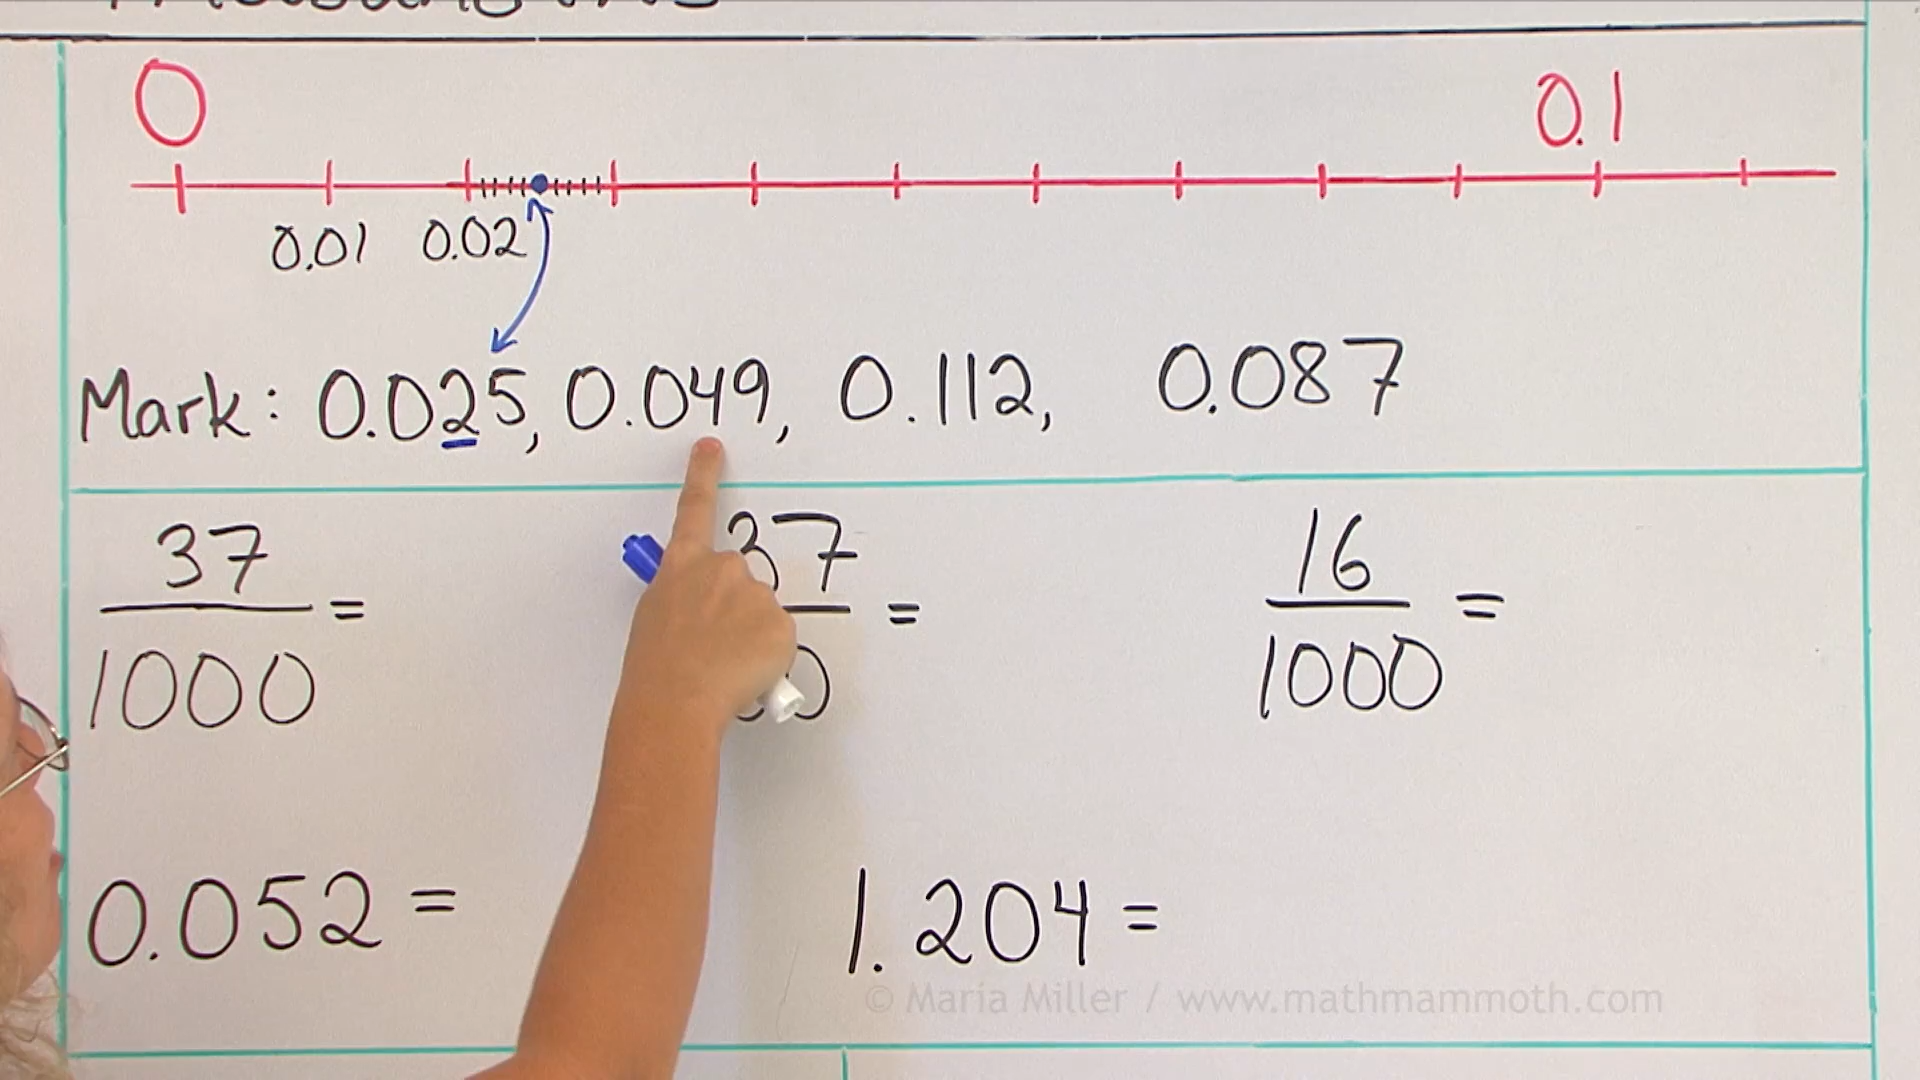 0 0.1
0.01 0.02
Mark: 0.025, 0.049, 0.112, 0.087
37 37 16
= = =
1000 1000
0.052 = 1.204 =
© Maria Miller / www.mathmammoth.com